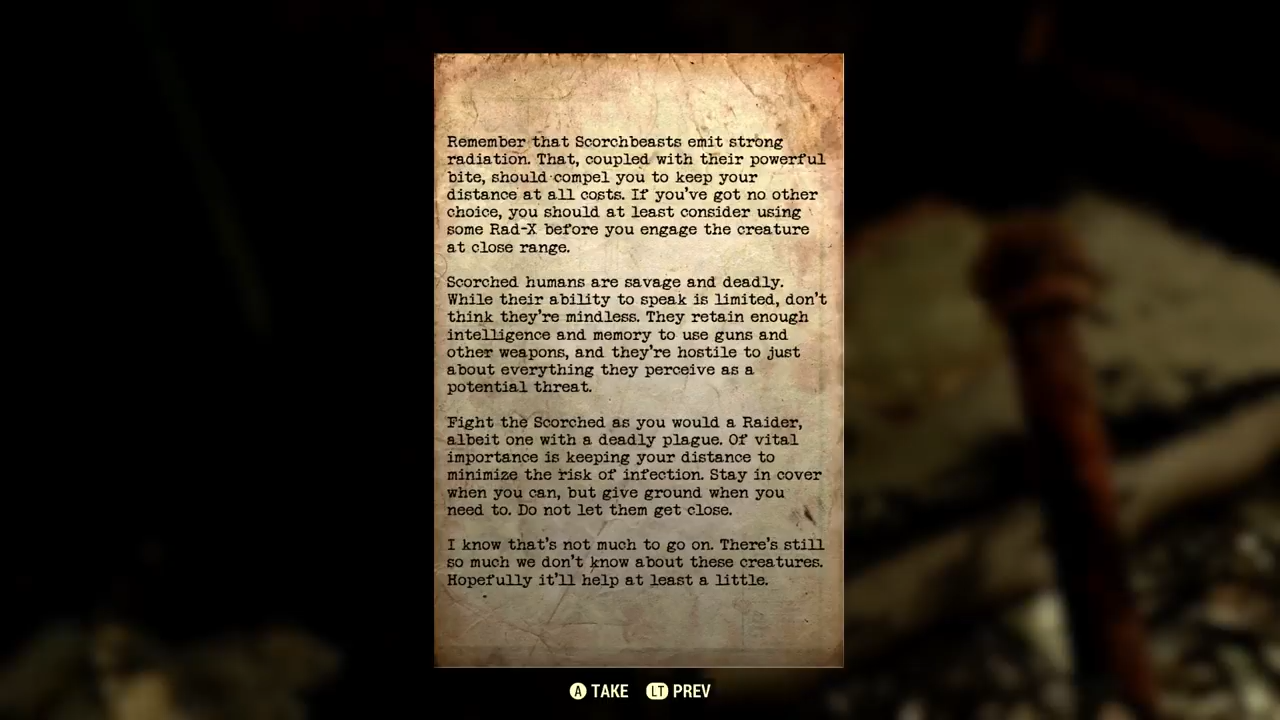 Remember that Scorchbeasts emit strong
radiation. That, coupled with their powerful
bite, should compel you to keep your
distance at all costs. If you've got no other
choice, you should at least consider using
some Rad-X before you engage the creature
at close range.
Scorched humans are savage and deadly.
While their ability to speak is limited, don't
think they're mindless. They retain enough
intelligence and memory to use guns and
other weapons, and they're hostile to just
about everything they perceive as a
potential threat.
Fight the Scorched as you would a Raider,
albeit one with a deadly plague. Of vital
importance is keeping your distance to
minimize the risk of infection. Stay in cover
when you can, but give ground when you
need to. Do not let them get close.
I know that's not much to go on. There's still
so much we don't know about these creatures.
Hopefully it'll help at least a little.
A TAKE LT PREV